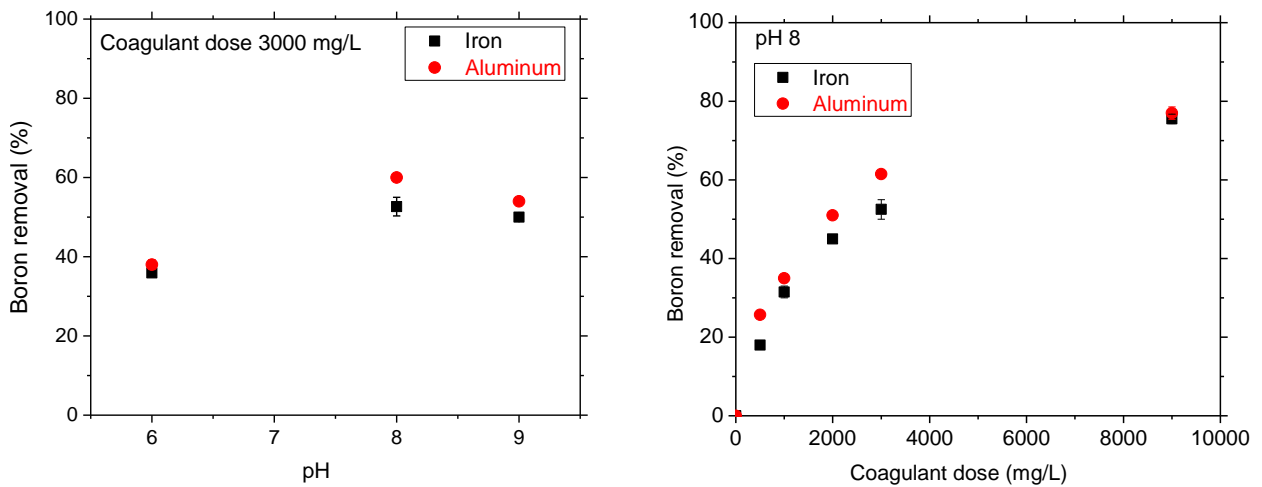 Coagulant dose 3000 mg/L
Iron
Aluminum
100
80
60
40
20
0
Boron removal (%)
6
7
8
9
pH
pH 8
Iron
Aluminum
100
80
60
40
20
0
Boron removal (%)
0
2000
4000
6000
8000
10000
Coagulant dose (mg/L)